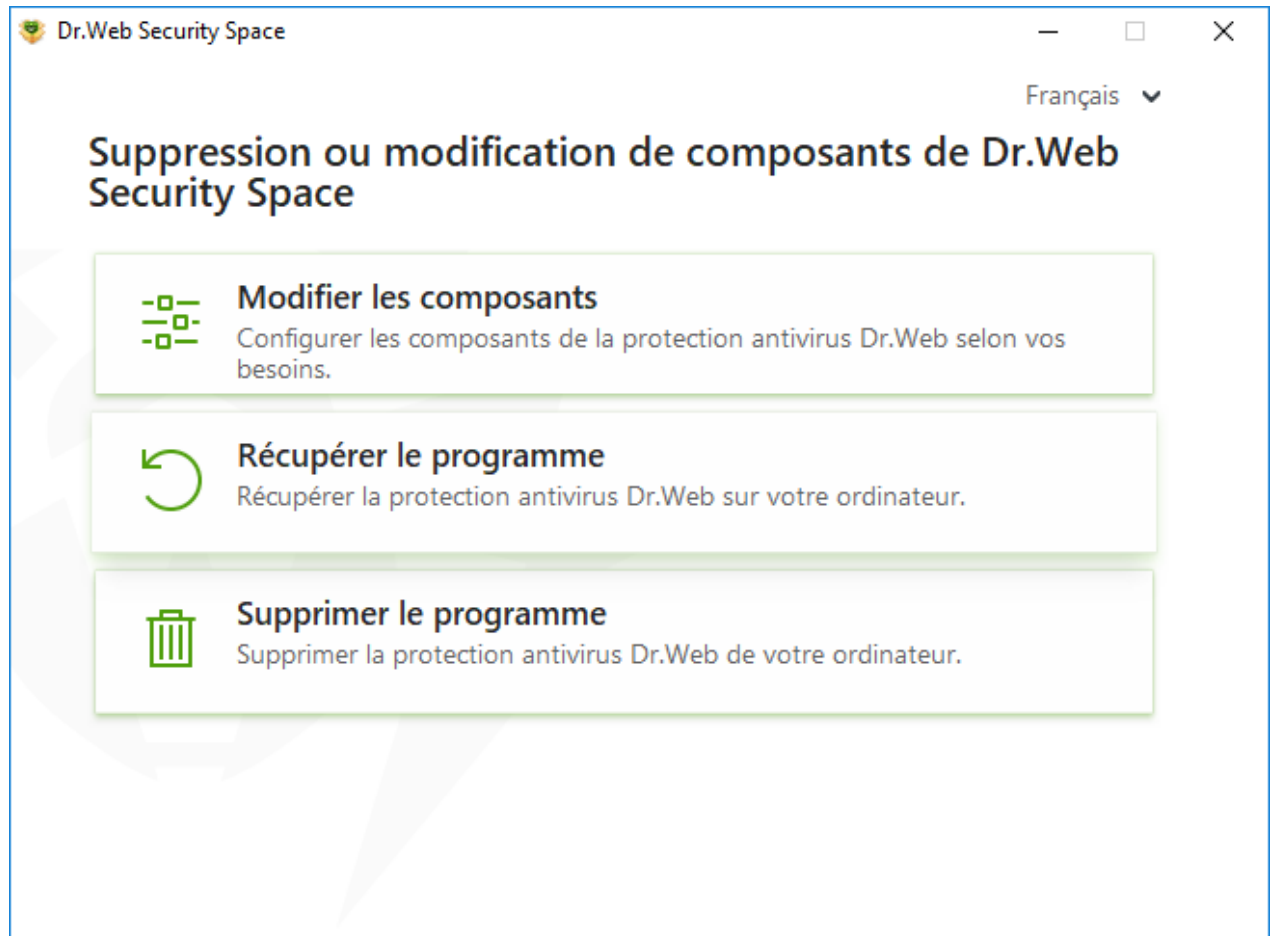 Dr.Web Security Space
Français
Suppression ou modification de composants de Dr.Web
Security Space
Modifier les composants
Configurer les composants de la protection antivirus Dr.Web selon vos
besoins.
Récupérer le programme
Récupérer la protection antivirus Dr.Web sur votre ordinateur.
Supprimer le programme
Supprimer la protection antivirus Dr.Web de votre ordinateur.